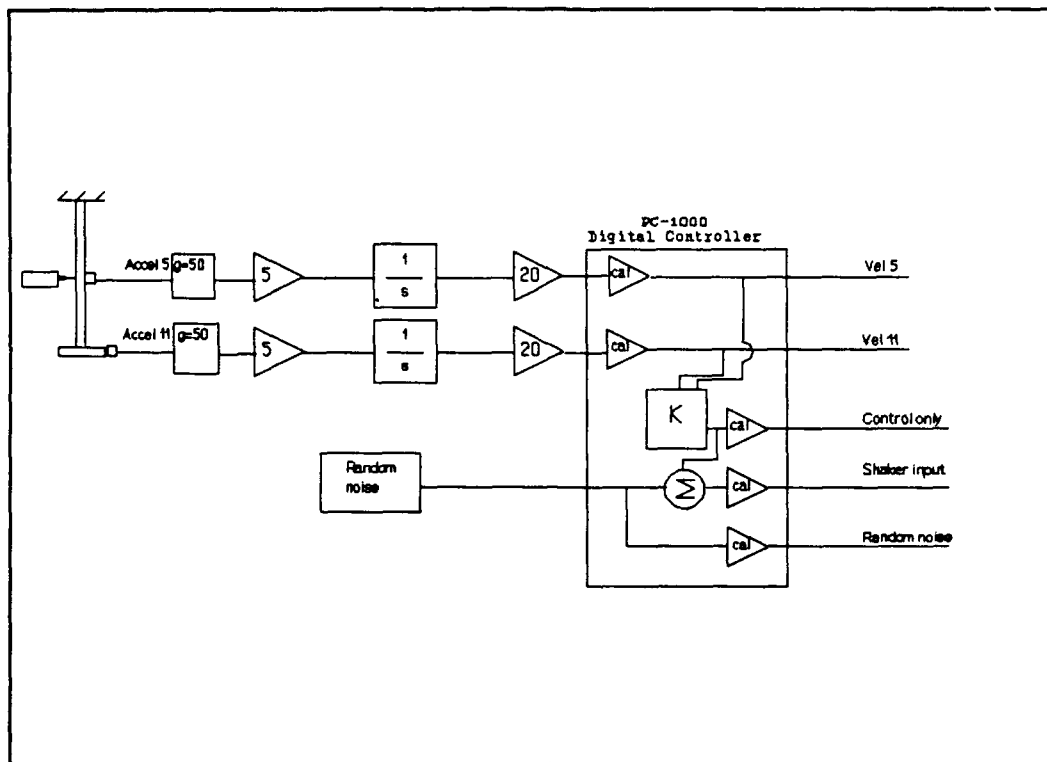 PC-1000
Digital Controller
Accel 5 g=50
5
1
s
20
cal
Vel 5
Accel 11 g=50
5
1
s
20
cal
Vel 11
K
cal
Control only
Random
noise
Σ
cal
Shaker input
cal
Random noise